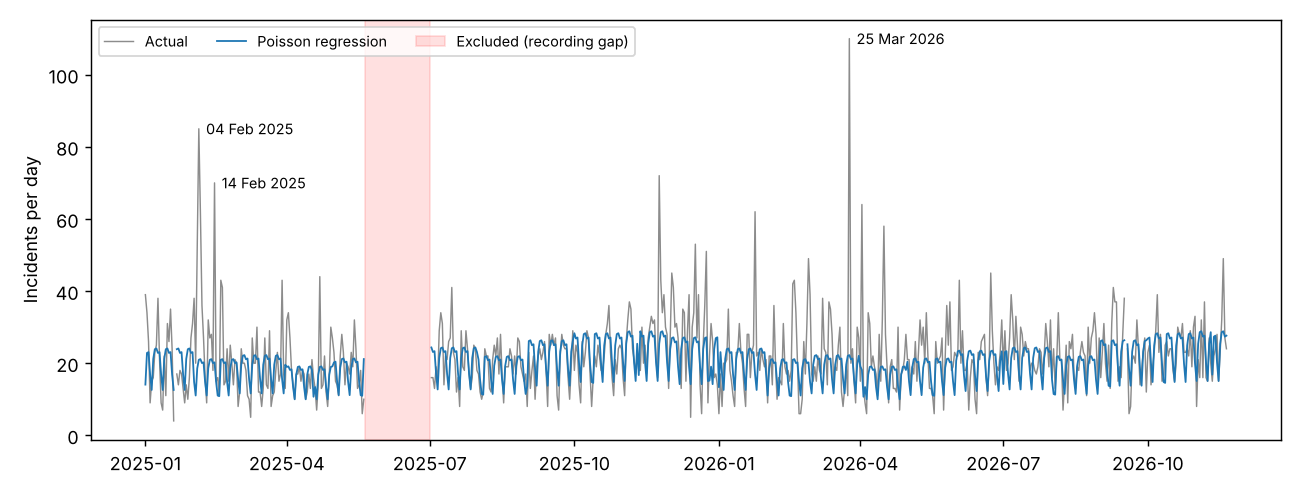 Actual
Poisson regression
Excluded (recording gap)
25 Mar 2026
04 Feb 2025
14 Feb 2025
Incidents per day
100
80
60
40
20
0
2025-01
2025-04
2025-07
2025-10
2026-01
2026-04
2026-07
2026-10